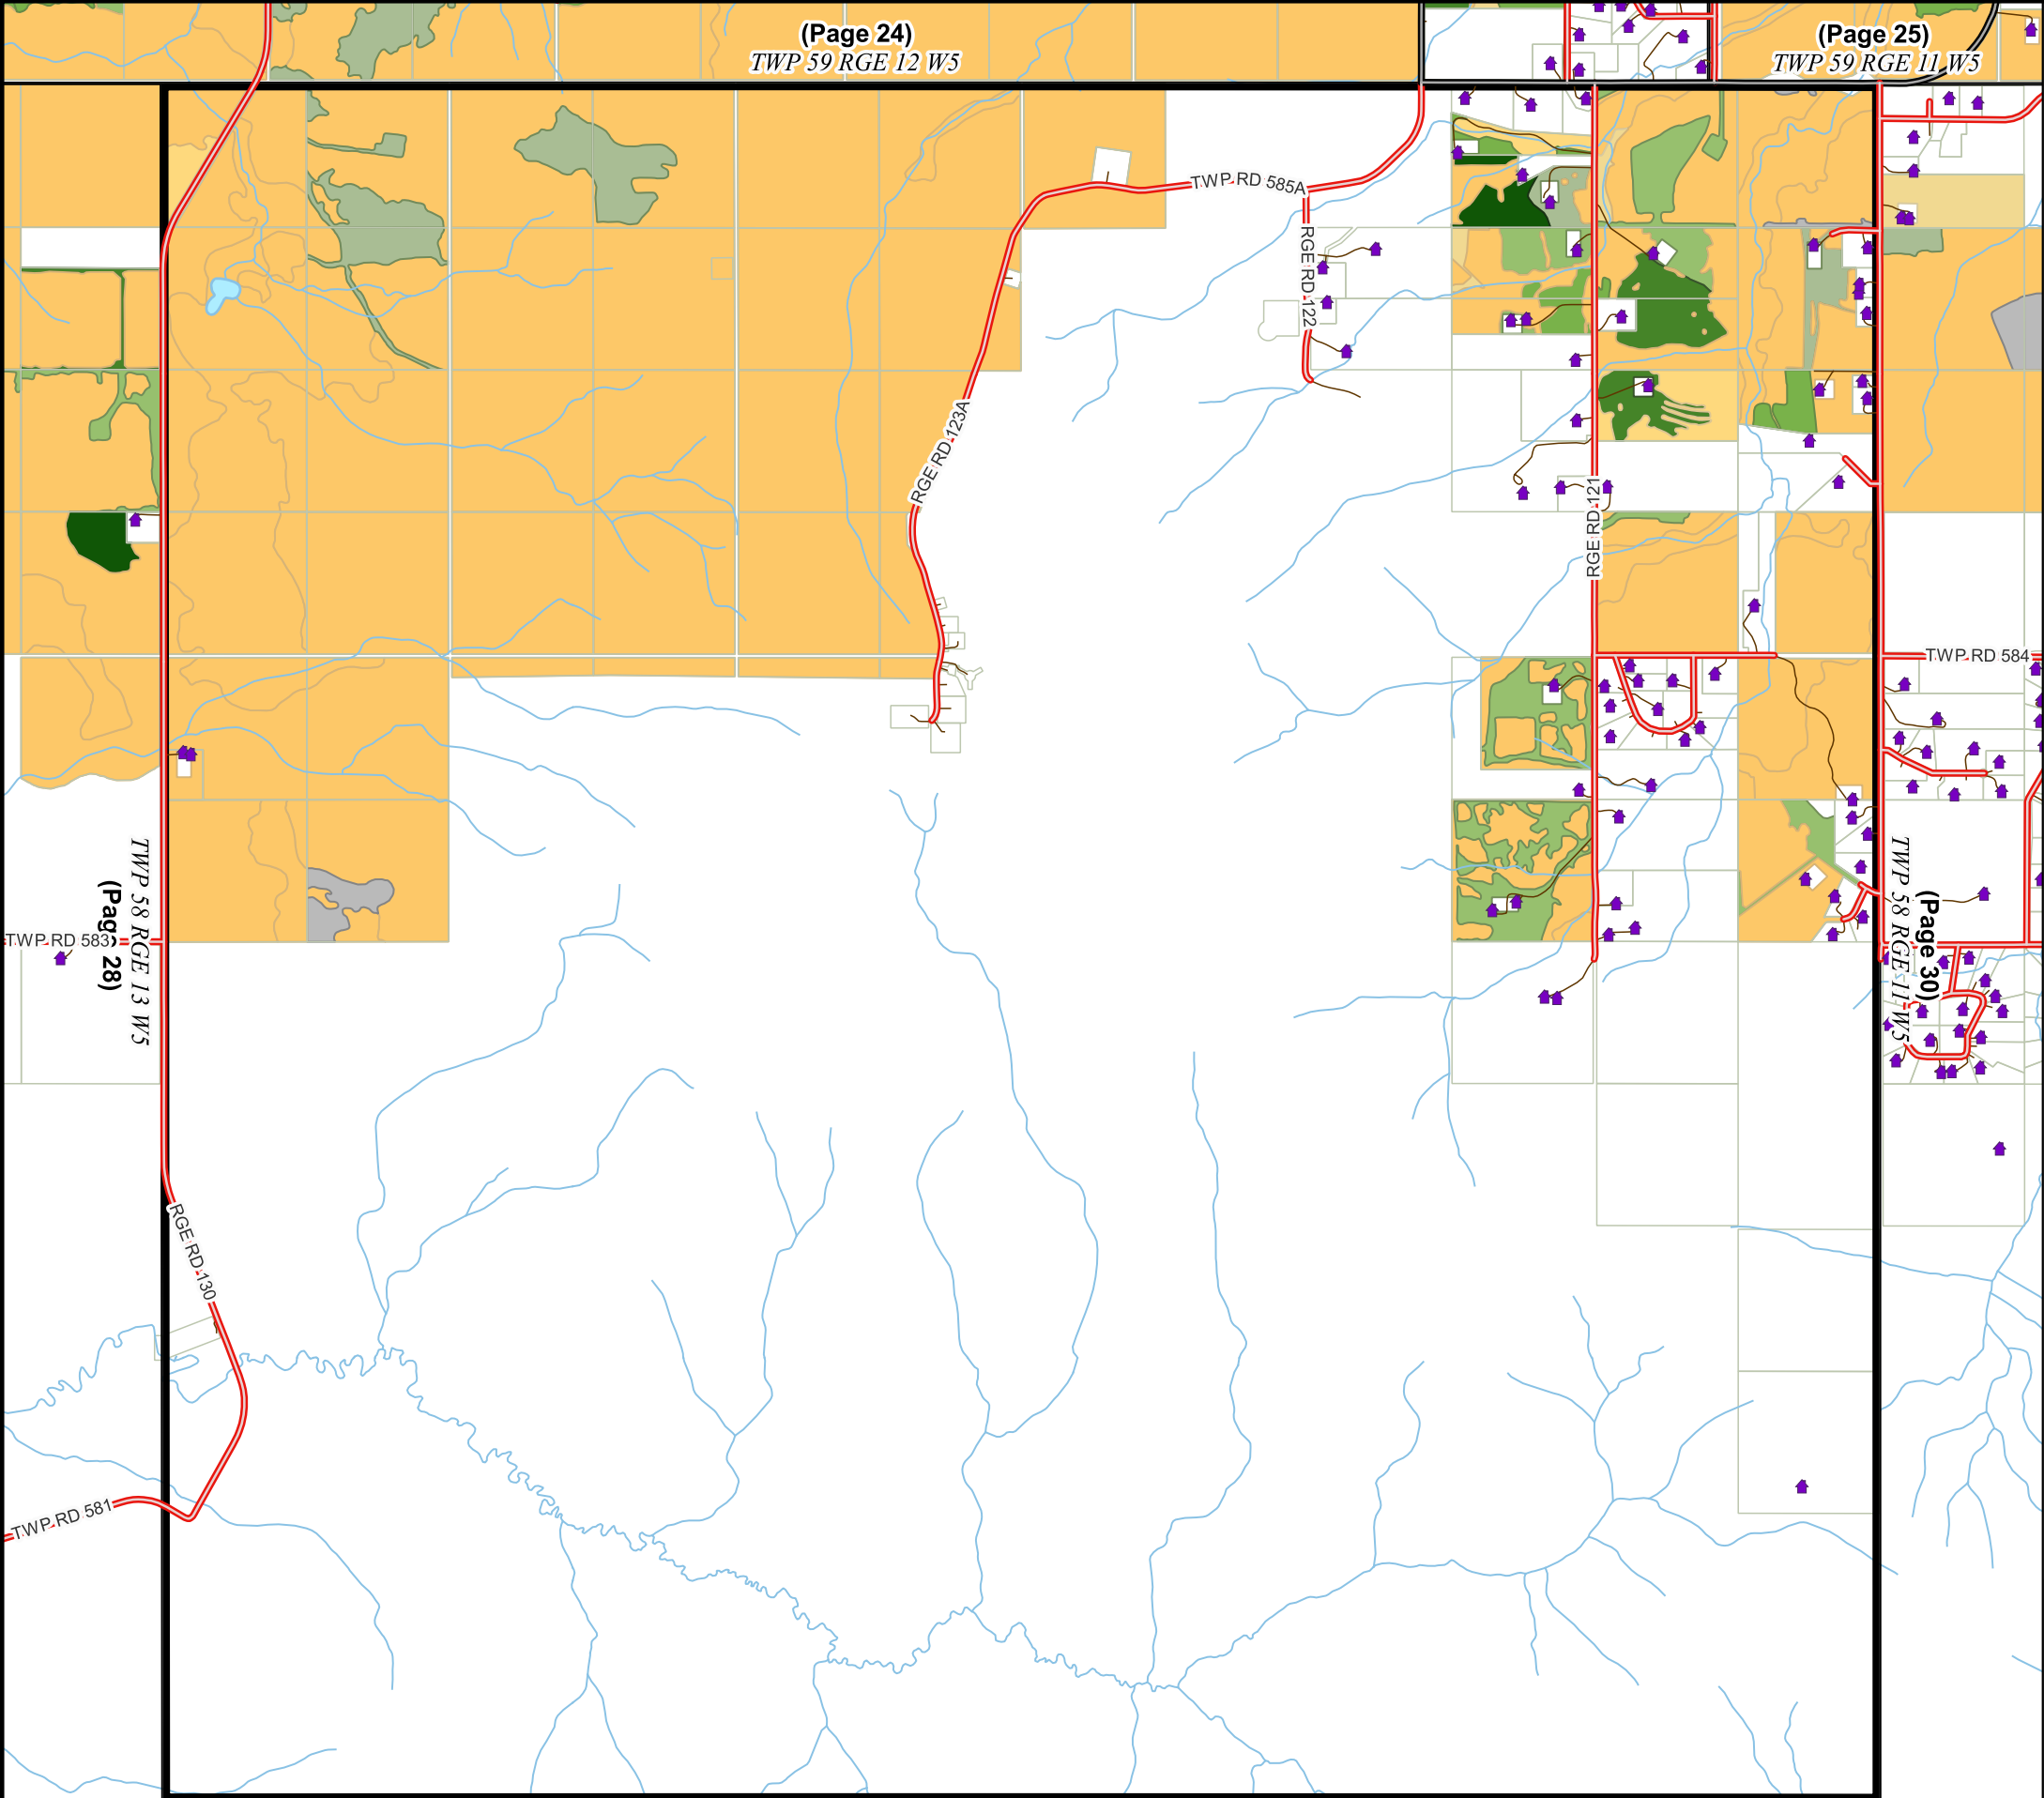 (Page 24)
TWP 59 RGE 12 W5
(Page 25)
TWP 59 RGE 11 W5
TWP RD 585A
RGE RD 122
RGE RD 123A
RGE RD 121
TWP RD 584
TWP 58 RGE 13 W5
(Page 28)
TWP RD 583
TWP 58 RGE 11 W5
(Page 30)
RGE RD 130
TWP RD 581